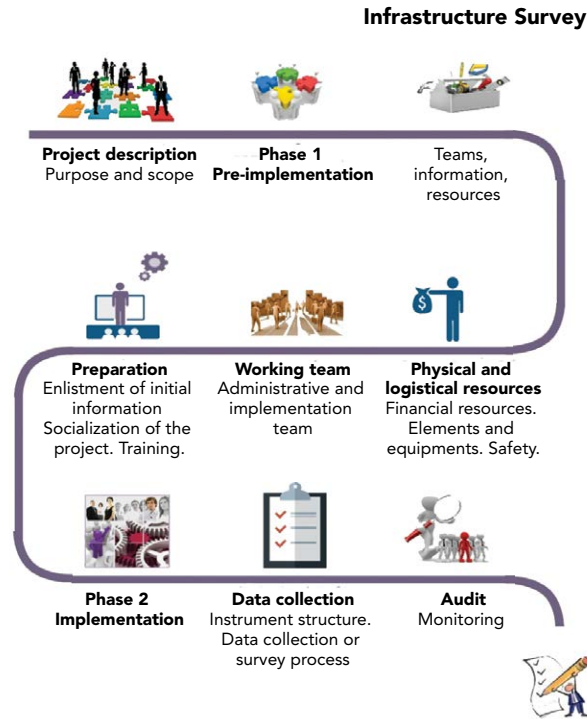 Infrastructure Survey
Project description
Purpose and scope
Phase 1
Pre-implementation
Teams,
information,
resources
Preparation
Enlistment of initial
information
Socialization of the
project. Training.
Working team
Administrative and
implementation
team
$
Physical and
logistical resources
Financial resources.
Elements and
equipments. Safety.
Phase 2
Implementation
Data collection
Instrument structure.
Data collection or
survey process
Audit
Monitoring